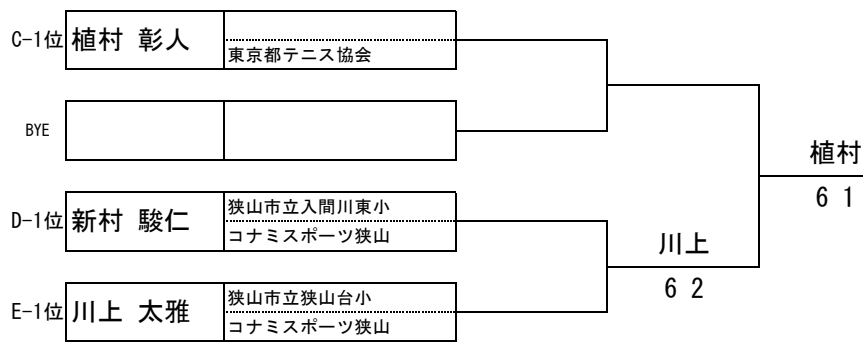 C-1位 植村 彰人
東京都テニス協会
BYE
植村
6 1
D-1位 新村 駿仁 狭山市立入間川東小
コナミスポーツ狭山
川上
6 2
E-1位 川上 太雅 狭山市立狭山台小
コナミスポーツ狭山